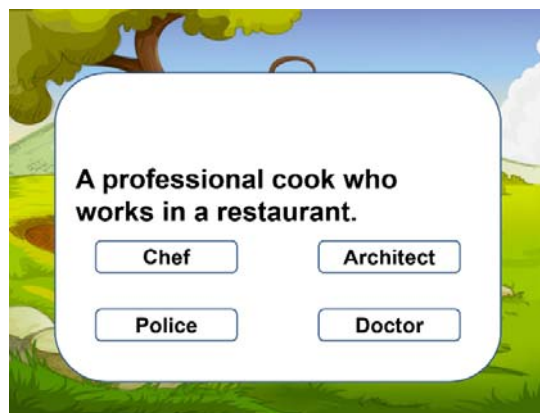 A professional cook who
works in a restaurant.
Chef
Architect
Police
Doctor